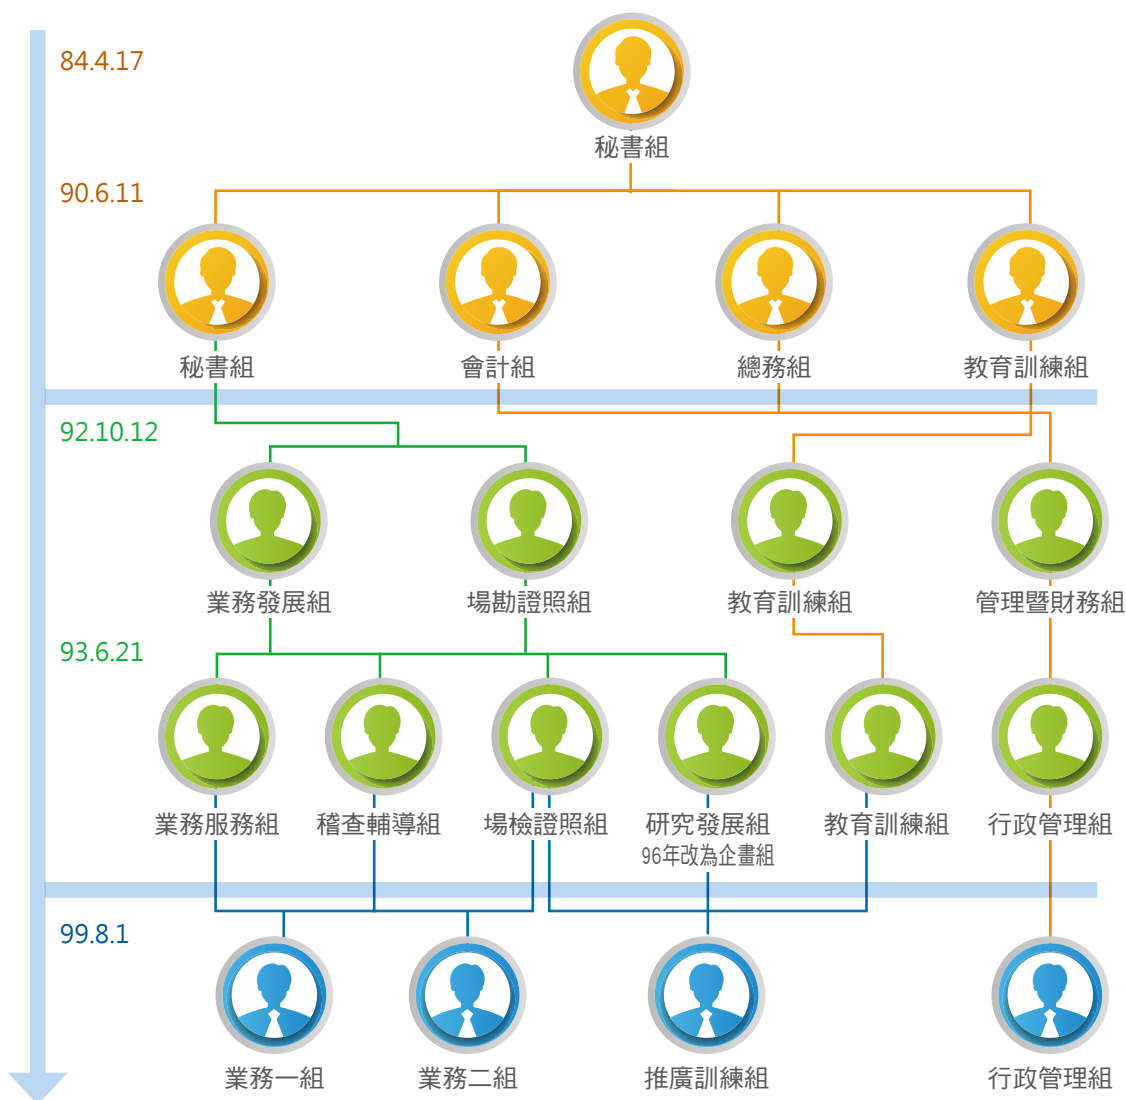 84.4.17
秘書組
90.6.11
秘書組
會計組
總務組
教育訓練組
92.10.12
業務發展組
場勘證照組
教育訓練組
管理暨財務組
93.6.21
業務服務組
稽查輔導組
場檢證照組
研究發展組
96年改為企畫組
教育訓練組
行政管理組
99.8.1
業務一組
業務二組
推廣訓練組
行政管理組